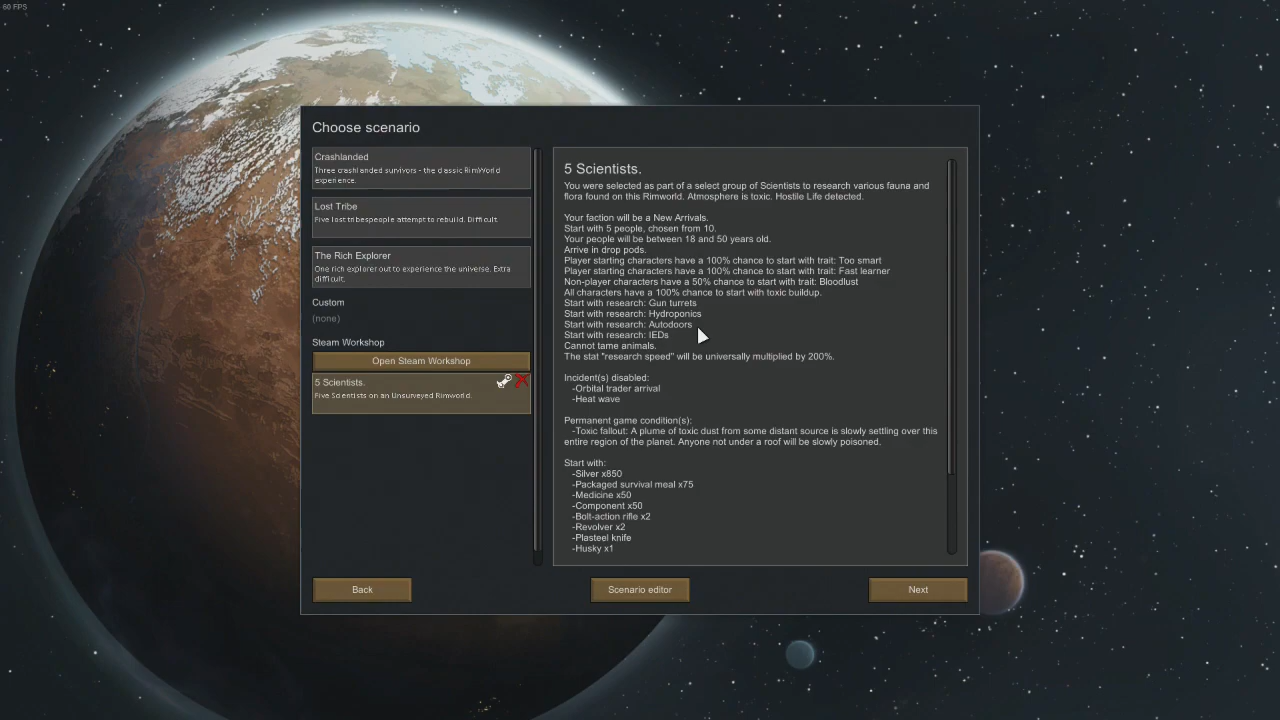 60 FPS
Choose scenario
Crashlanded
Three crashlanded survivors - the classic RimWorld
experience.
Lost Tribe
Five lost tribespeople attempt to rebuild. Difficult.
The Rich Explorer
One rich explorer out to experience the universe. Extra
difficult.
Custom
(none)
Steam Workshop
Open Steam Workshop
5 Scientists.
Five Scientists on an Unsurveyed Rimworld.
5 Scientists.
You were selected as part of a select group of Scientists to research various fauna and
flora found on this Rimworld. Atmosphere is toxic. Hostile Life detected.
Your faction will be a New Arrivals.
Start with 5 people, chosen from 10.
Your people will be between 18 and 50 years old.
Arrive in drop pods.
Player starting characters have a 100% chance to start with trait: Too smart
Player starting characters have a 100% chance to start with trait: Fast learner
Non-player characters have a 50% chance to start with trait: Bloodlust
All characters have a 100% chance to start with toxic buildup.
Start with research: Gun turrets
Start with research: Hydroponics
Start with research: Autodoors
Start with research: IEDs
Cannot tame animals.
The stat "research speed" will be universally multiplied by 200%.
Incident(s) disabled:
-Orbital trader arrival
-Heat wave
Permanent game condition(s):
-Toxic fallout: A plume of toxic dust from some distant source is slowly settling over this
entire region of the planet. Anyone not under a roof will be slowly poisoned.
Start with:
-Silver x850
-Packaged survival meal x75
-Medicine x50
-Component x50
-Bolt-action rifle x2
-Revolver x2
-Plasteel knife
-Husky x1
Back
Scenario editor
Next